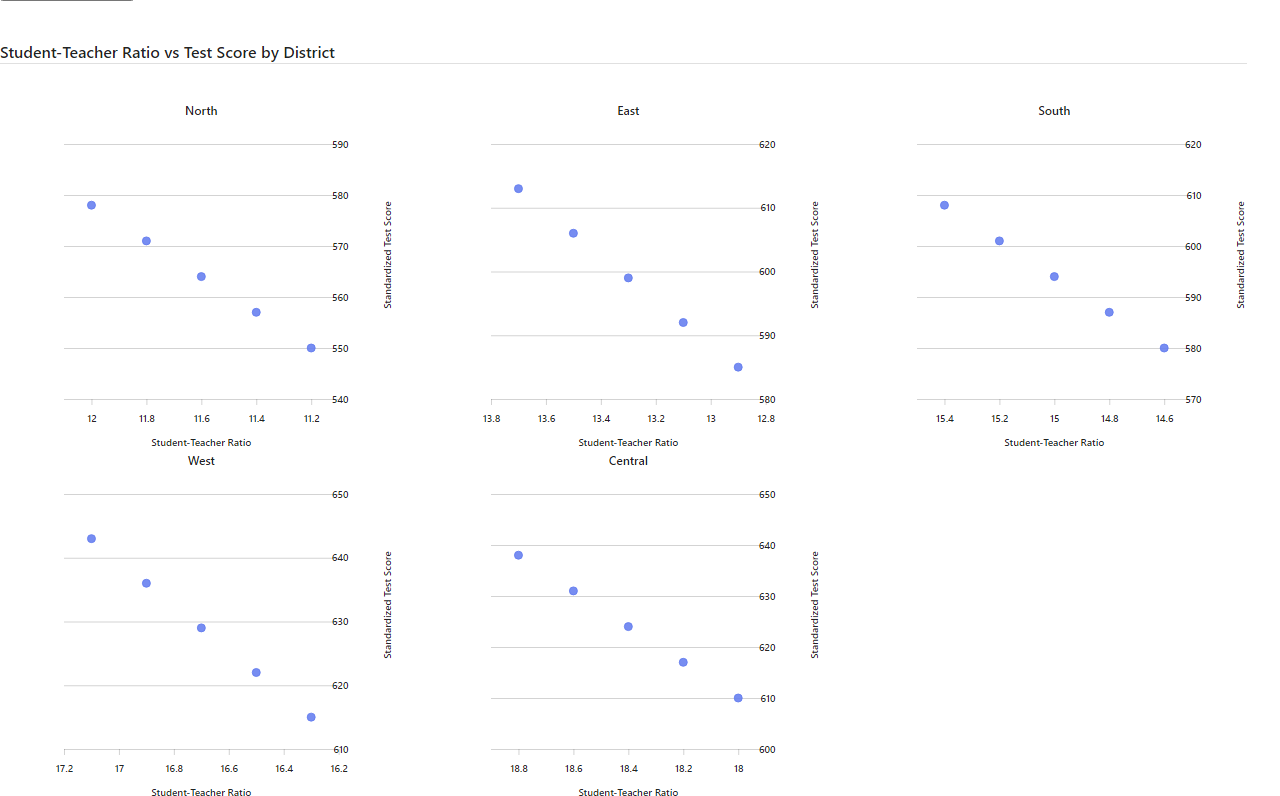 Student-Teacher Ratio vs Test Score by District
North
590
580
570
560
550
540
12 11.8 11.6 11.4 11.2
Student-Teacher Ratio
Standardized Test Score
East
620
610
600
590
580
13.8 13.6 13.4 13.2 13 12.8
Student-Teacher Ratio
Standardized Test Score
South
620
610
600
590
580
570
15.4 15.2 15 14.8 14.6
Student-Teacher Ratio
Standardized Test Score
West
650
640
630
620
610
17.2 17 16.8 16.6 16.4 16.2
Student-Teacher Ratio
Standardized Test Score
Central
650
640
630
620
610
600
18.8 18.6 18.4 18.2 18
Student-Teacher Ratio
Standardized Test Score